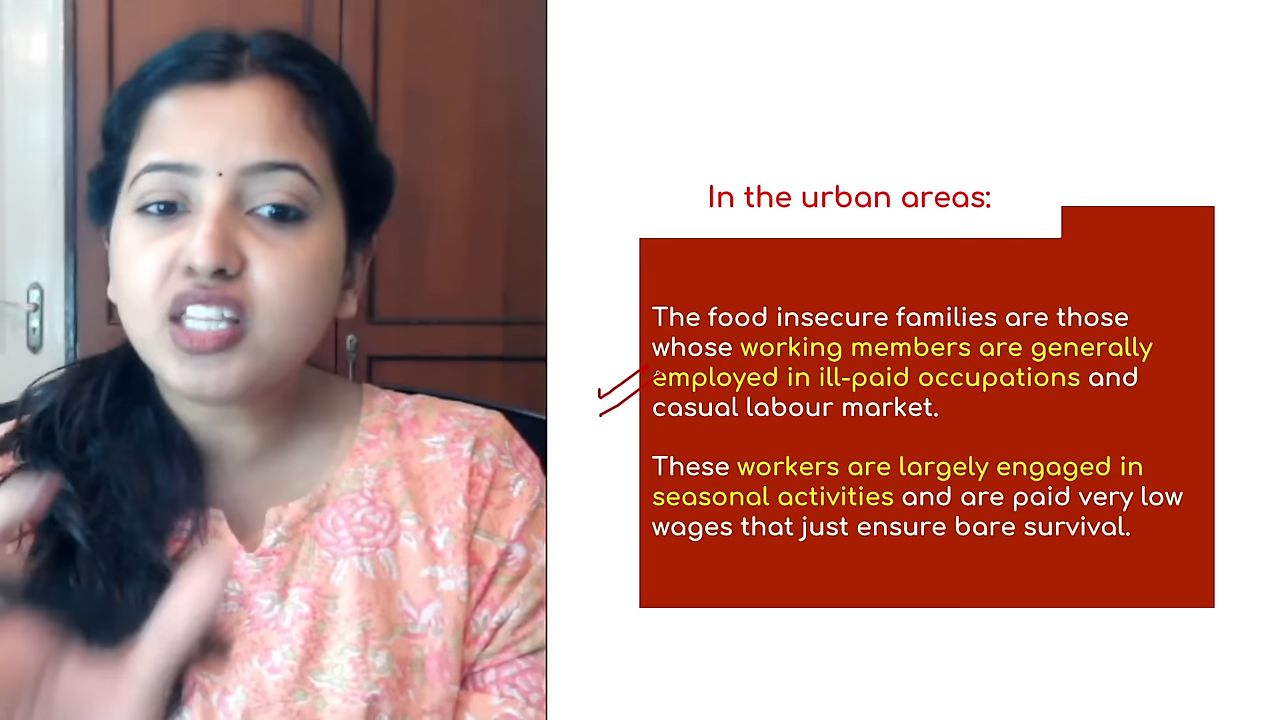 In the urban areas:
The food insecure families are those
whose working members are generally
employed in ill-paid occupations and
casual labour market.
These workers are largely engaged in
seasonal activities and are paid very low
wages that just ensure bare survival.